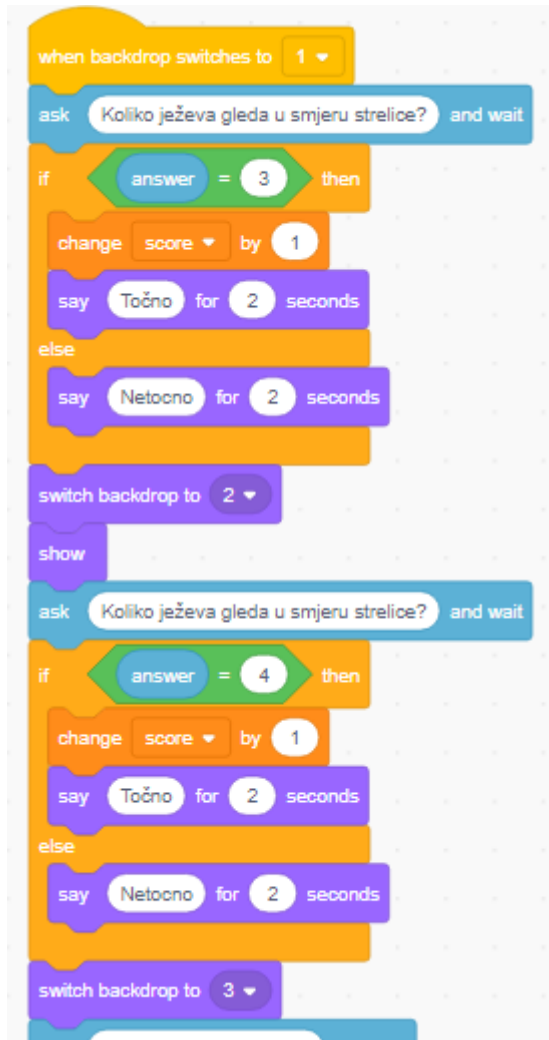 when backdrop switches to 1
ask Koliko ježeva gleda u smjeru strelice? and wait
if answer = 3 then
change score by 1
say Točno for 2 seconds
else
say Netocno for 2 seconds
switch backdrop to 2
show
ask Koliko ježeva gleda u smjeru strelice? and wait
if answer = 4 then
change score by 1
say Točno for 2 seconds
else
say Netocno for 2 seconds
switch backdrop to 3